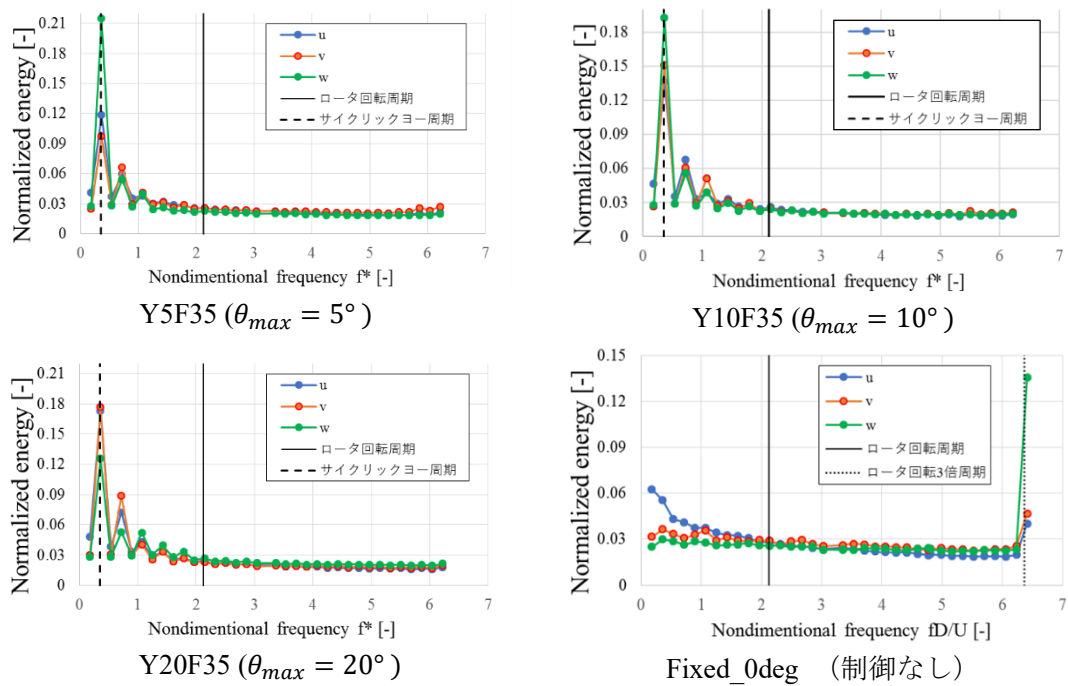 Normalized energy [-]
0.21
0.18
0.15
0.12
0.09
0.06
0.03
0
0 1 2 3 4 5 6 7
Nondimentional frequency f* [-]
u
v
w
ロータ回転周期
サイクリックヨー周期
Y5F35 (θmax = 5° )
Normalized energy [-]
0.18
0.15
0.12
0.09
0.06
0.03
0
0 1 2 3 4 5 6 7
Nondimentional frequency f* [-]
u
v
w
ロータ回転周期
サイクリックヨー周期
Y10F35 (θmax = 10° )
Normalized energy [-]
0.21
0.18
0.15
0.12
0.09
0.06
0.03
0
0 1 2 3 4 5 6 7
Nondimentional frequency f* [-]
u
v
w
ロータ回転周期
サイクリックヨー周期
Y20F35 (θmax = 20° )
Normalized energy [-]
0.15
0.12
0.09
0.06
0.03
0
0 1 2 3 4 5 6 7
Nondimentional frequency fD/U [-]
u
v
w
ロータ回転周期
ロータ回転3倍周期
Fixed_0deg （制御なし）